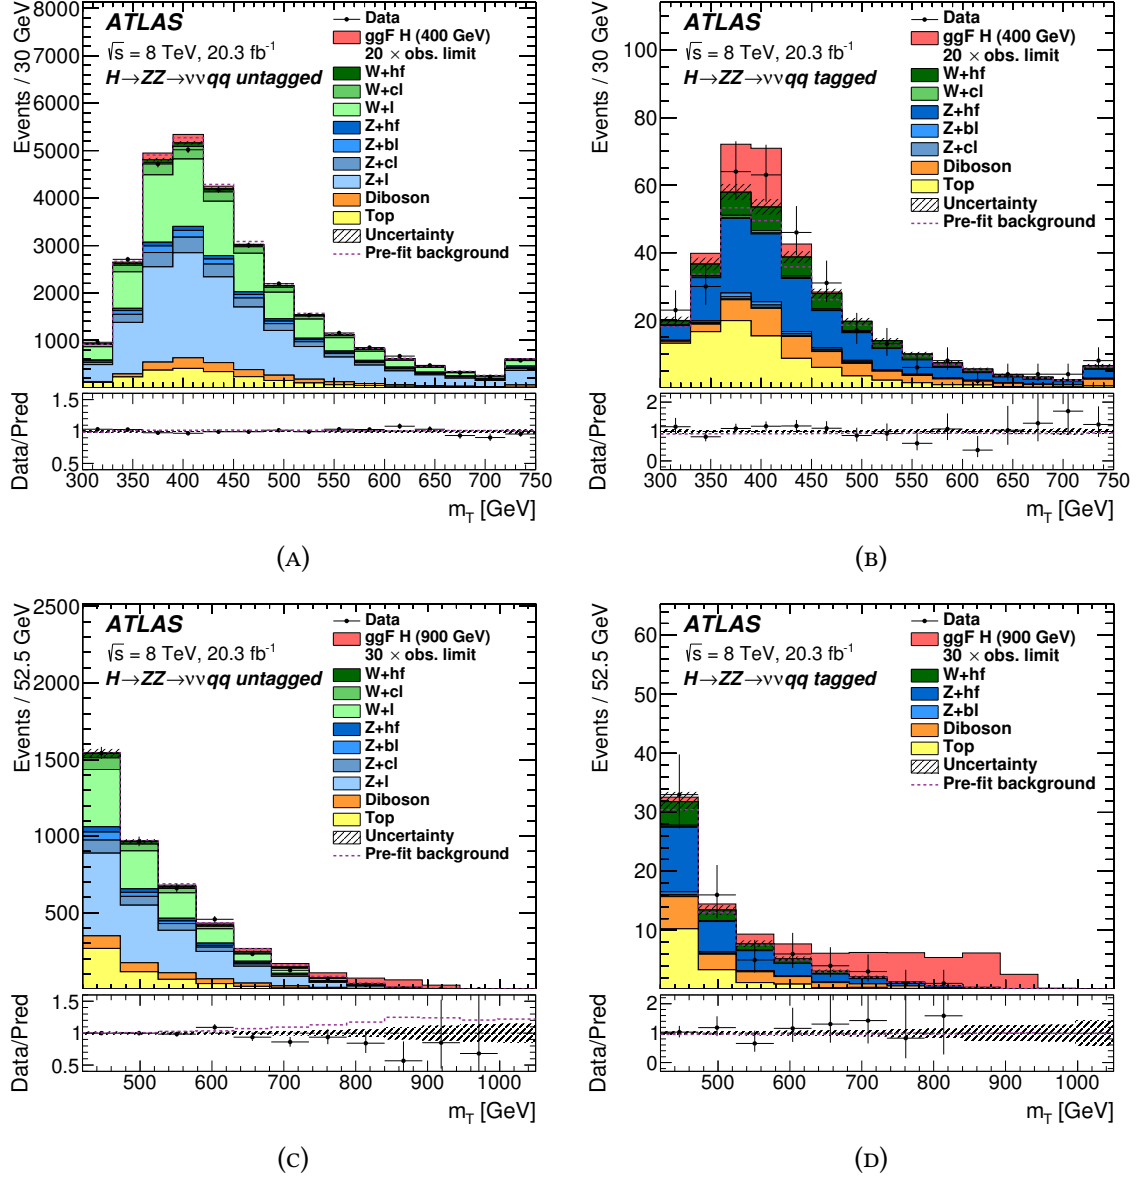 ATLAS
√s = 8 TeV, 20.3 fb-1
H→ZZ→ννqq untagged
Data
ggF H (400 GeV)
20 × obs. limit
W+hf
W+cl
W+l
Z+hf
Z+bl
Z+cl
Z+l
Diboson
Top
Uncertainty
Pre-fit background
Events / 30 GeV
8000
7000
6000
5000
4000
3000
2000
1000
Data/Pred
1.5
1
0.5
300 350 400 450 500 550 600 650 700 750
mT [GeV]
(A)
ATLAS
√s = 8 TeV, 20.3 fb-1
H→ZZ→ννqq tagged
Data
ggF H (400 GeV)
20 × obs. limit
W+hf
W+cl
Z+hf
Z+bl
Z+cl
Diboson
Top
Uncertainty
Pre-fit background
Events / 30 GeV
100
80
60
40
20
Data/Pred
2
1
0
300 350 400 450 500 550 600 650 700 750
mT [GeV]
(B)
ATLAS
√s = 8 TeV, 20.3 fb-1
H→ZZ→ννqq untagged
Data
ggF H (900 GeV)
30 × obs. limit
W+hf
W+cl
W+l
Z+hf
Z+bl
Z+cl
Z+l
Diboson
Top
Uncertainty
Pre-fit background
Events / 52.5 GeV
2500
2000
1500
1000
500
Data/Pred
1.5
1
0.5
500 600 700 800 900 1000
mT [GeV]
(C)
ATLAS
√s = 8 TeV, 20.3 fb-1
H→ZZ→ννqq tagged
Data
ggF H (900 GeV)
30 × obs. limit
W+hf
Z+hf
Z+bl
Diboson
Top
Uncertainty
Pre-fit background
Events / 52.5 GeV
60
50
40
30
20
10
Data/Pred
2
1
0
500 600 700 800 900 1000
mT [GeV]
(D)